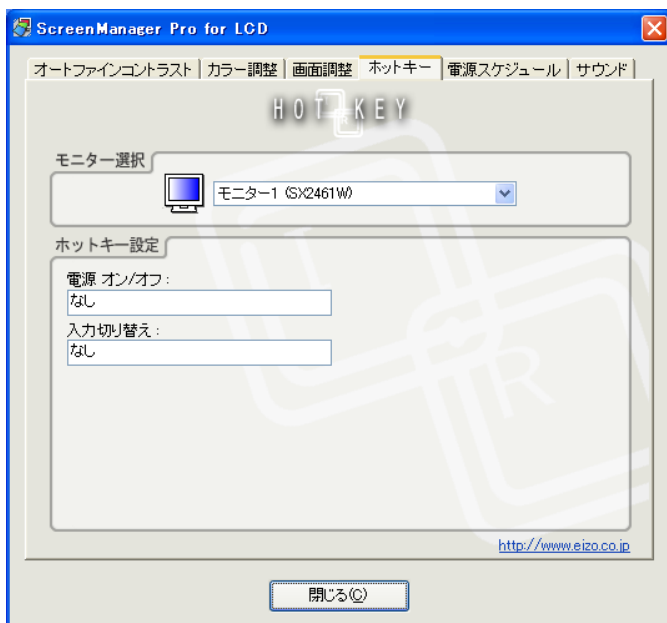 ScreenManager Pro for LCD
オートファインコントラスト カラー調整 画面調整 ホットキー 電源スケジュール サウンド
HOT KEY
モニター選択
モニター1 (SX2461W)
ホットキー設定
電源 オン/オフ :
なし
入力切り替え :
なし
http://www.eizo.co.jp
閉じる(C)